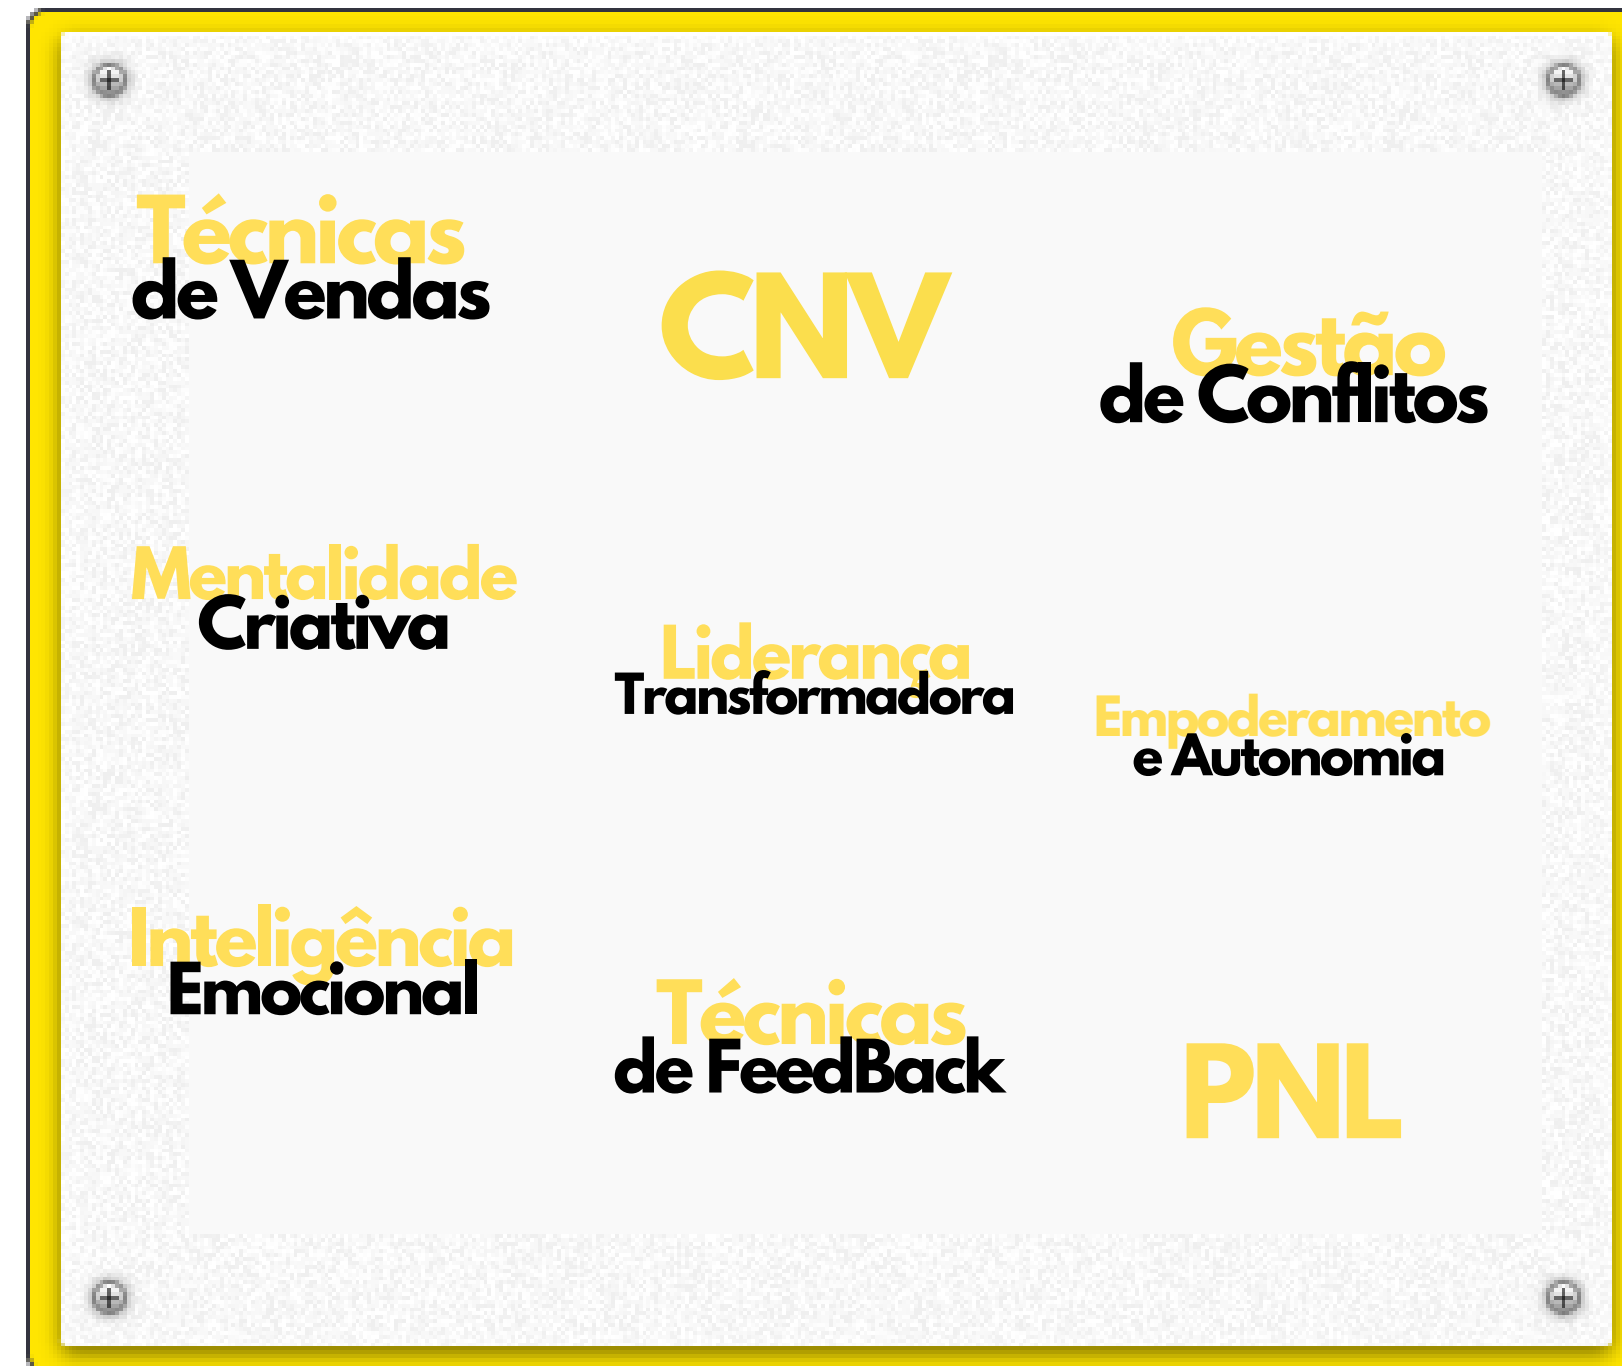 Técnicas
de Vendas
CNV
Gestão
de Conflitos
Mentalidade
Criativa
Liderança
Transformadora
Empoderamento
e Autonomia
Inteligência
Emocional
Técnicas
de FeedBack
PNL